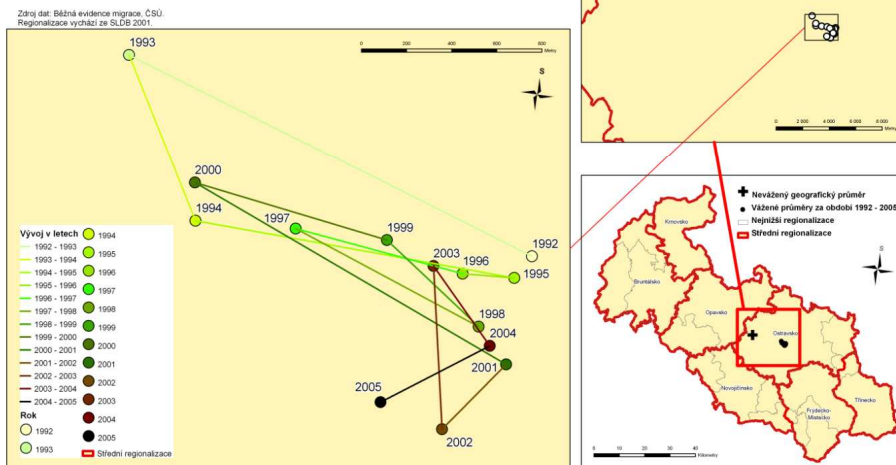 Zdroj dat: Běžná evidence migrace, ČSÚ.
Regionalizace vychází ze SLDB 2001.
0 200 400 600 800
Metry
S
1993
2000
1994
1997
1999
1992
2003
1996
1995
1998
2004
2001
2005
2002
Vývoj v letech
1992 - 1993
1993 - 1994
1994 - 1995
1995 - 1996
1996 - 1997
1997 - 1998
1998 - 1999
1999 - 2000
2000 - 2001
2001 - 2002
2002 - 2003
2003 - 2004
2004 - 2005
Rok
1992
1993
1994
1995
1996
1997
1998
1999
2000
2001
2002
2003
2004
2005
Střední regionalizace
0 2 000 4 000 6 000 8 000
Metry
Nevážený geografický průměr
Vážené průměry za období 1992 - 2005
Nejnižší regionalizace
Střední regionalizace
S
Krnovsko
Bruntálsko
Opavsko
Ostravsko
Novojičínsko
Frýdecko-
Místecko
Třinecko
0 10 20 30 40
Kilometry